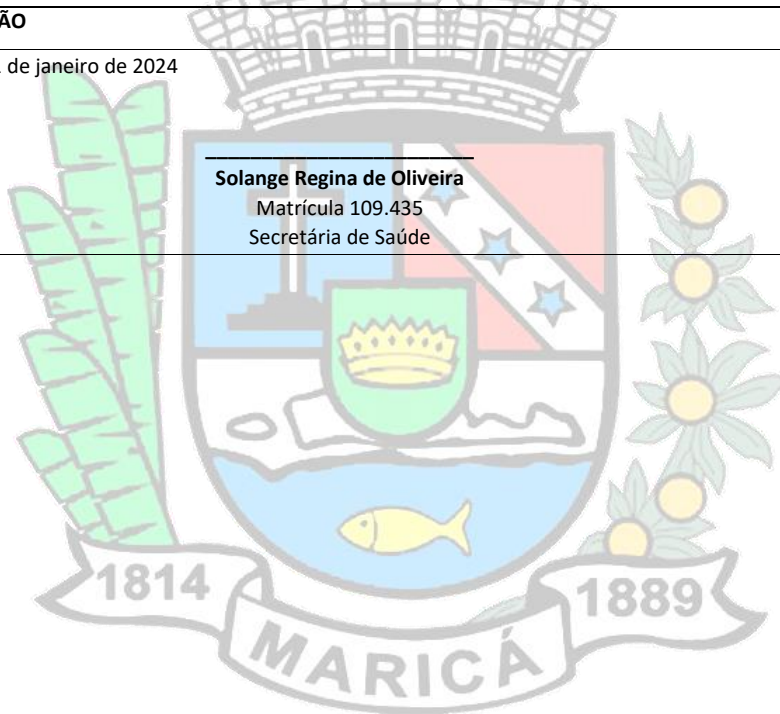 ÃO
de janeiro de 2024
Solange Regina de Oliveira
Matrícula 109.435
Secretária de Saúde
1814
1889
MARICÁ